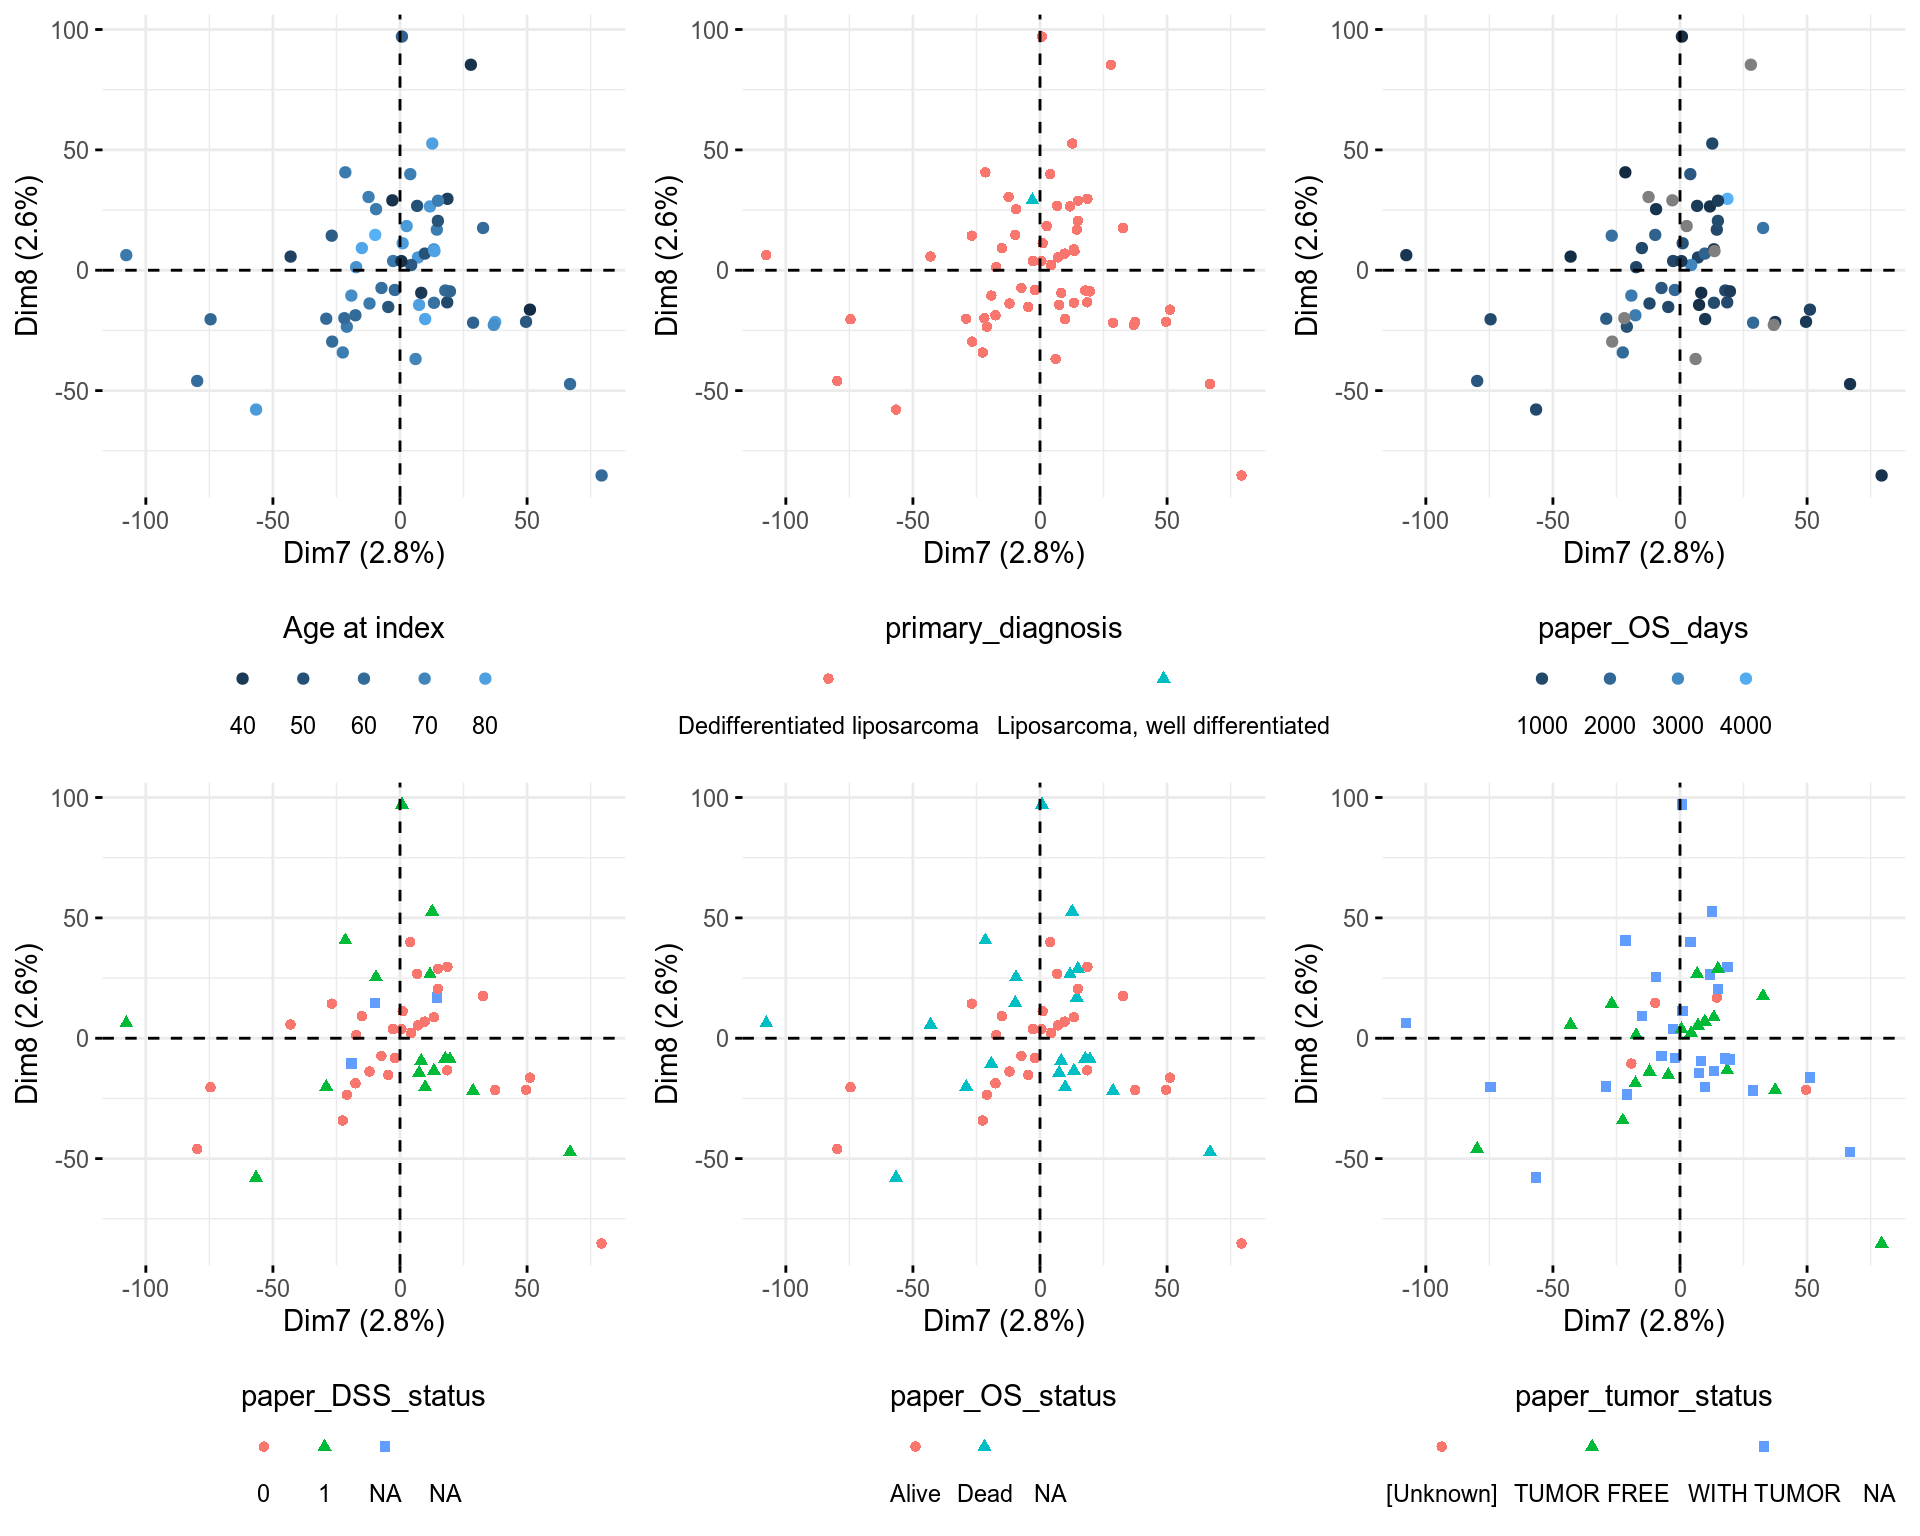 100
50
0
-50
Dim8 (2.6%)
-100 -50 0 50
Dim7 (2.8%)
Age at index
40 50 60 70 80
100
50
0
-50
Dim8 (2.6%)
-100 -50 0 50
Dim7 (2.8%)
primary_diagnosis
Dedifferentiated liposarcoma Liposarcoma, well differentiated
100
50
0
-50
Dim8 (2.6%)
-100 -50 0 50
Dim7 (2.8%)
paper_OS_days
1000 2000 3000 4000
100
50
0
-50
Dim8 (2.6%)
-100 -50 0 50
Dim7 (2.8%)
paper_DSS_status
0 1 NA NA
100
50
0
-50
Dim8 (2.6%)
-100 -50 0 50
Dim7 (2.8%)
paper_OS_status
Alive Dead NA
100
50
0
-50
Dim8 (2.6%)
-100 -50 0 50
Dim7 (2.8%)
paper_tumor_status
[Unknown] TUMOR FREE WITH TUMOR NA